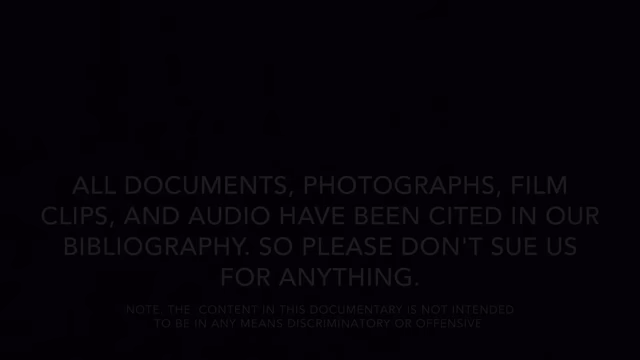 ALL DOCUMENTS, PHOTOGRAPHS, FILM
CLIPS, AND AUDIO HAVE BEEN CITED IN OUR
BIBLIOGRAPHY. SO PLEASE DON'T SUE US
FOR ANYTHING.
NOTE: THE CONTENT IN THIS DOCUMENTARY IS NOT INTENDED
TO BE IN ANY MEANS DISCRIMINATORY OR OFFENSIVE